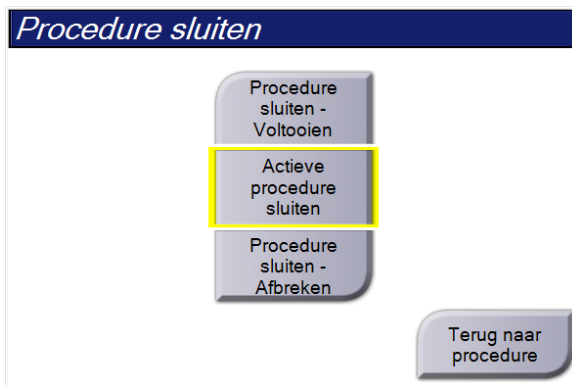 Procedure sluiten
Procedure
sluiten -
Voltooien
Actieve
procedure
sluiten
Procedure
sluiten -
Afbreken
Terug naar
procedure